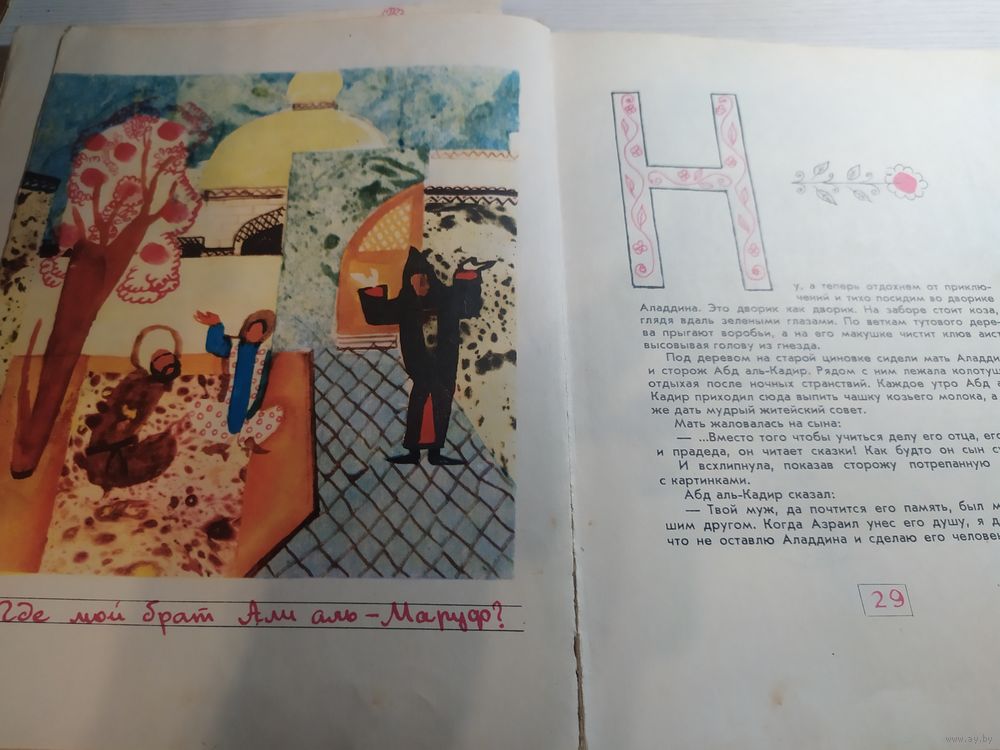 Где мой брат Али аль-Маруф?
Ну, а теперь отдохнем от приклю-
чений и тихо посидим во дворике
Аладдина. Это дворик как дворик. На заборе стоит коза,
глядя вдаль зелеными глазами. По веткам тутового дере-
ва прыгают воробьи, а на его макушке чистит клюв аист
высовывая голову из гнезда.
Под деревом на старой циновке сидели мать Аладди
и сторож Абд аль-Кадир. Рядом с ним лежала колотуш
отдыхая после ночных странствий. Каждое утро Абд
Кадир приходил сюда выпить чашку козьего молока, а
же дать мудрый житейский совет.
Мать жаловалась на сына:
— ...Вместо того чтобы учиться делу его отца, ег
и прадеда, он читает сказки! Как будто он сын с
И всхлипнула, показав сторожу потрепанную
с картинками.
Абд аль-Кадир сказал:
— Твой муж, да почтится его память, был м
шим другом. Когда Азраил унес его душу, я д
что не оставлю Аладдина и сделаю его человек
29
www.ay.by